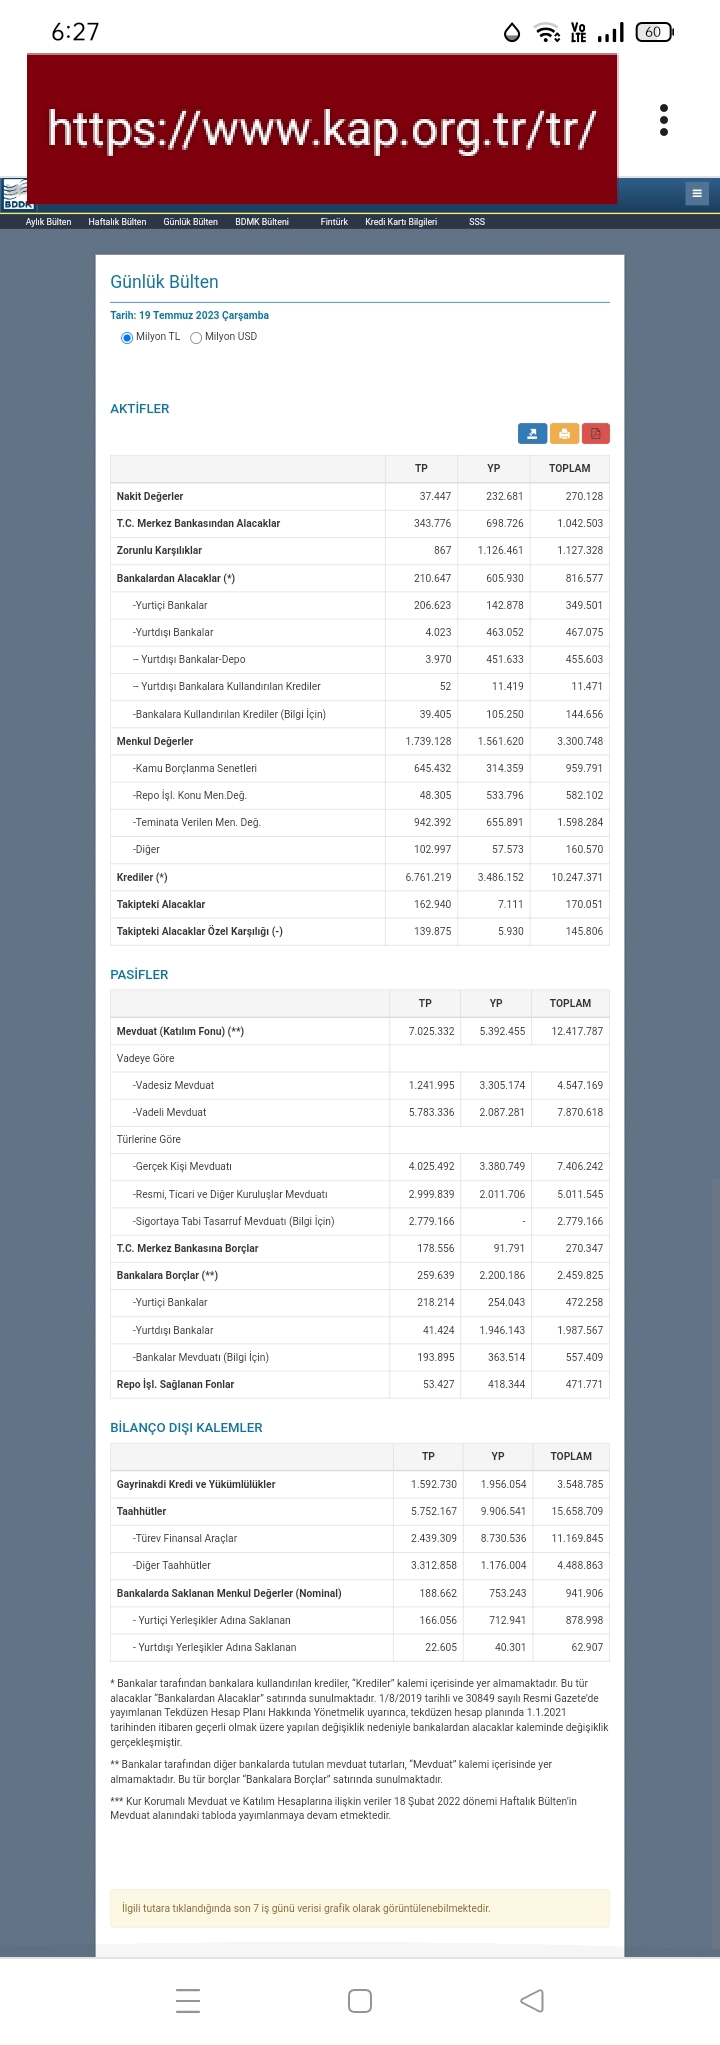 6:27
Vo
LTE
60
https://www.kap.org.tr/tr/
BDDK
Aylık Bülten Haftalık Bülten Günlük Bülten BDMK Bülteni Fintürk Kredi Kartı Bilgileri SSS
Günlük Bülten
Tarih: 19 Temmuz 2023 Çarşamba
Milyon TL Milyon USD
AKTİFLER
TP YP TOPLAM
Nakit Değerler 37.447 232.681 270.128
T.C. Merkez Bankasından Alacaklar 343.776 698.726 1.042.503
Zorunlu Karşılıklar 867 1.126.461 1.127.328
Bankalardan Alacaklar (*) 210.647 605.930 816.577
-Yurtiçi Bankalar 206.623 142.878 349.501
-Yurtdışı Bankalar 4.023 463.052 467.075
-- Yurtdışı Bankalar-Depo 3.970 451.633 455.603
-- Yurtdışı Bankalara Kullandırılan Krediler 52 11.419 11.471
-Bankalara Kullandırılan Krediler (Bilgi İçin) 39.405 105.250 144.656
Menkul Değerler 1.739.128 1.561.620 3.300.748
-Kamu Borçlanma Senetleri 645.432 314.359 959.791
-Repo İşl. Konu Men.Değ. 48.305 533.796 582.102
-Teminata Verilen Men. Değ. 942.392 655.891 1.598.284
-Diğer 102.997 57.573 160.570
Krediler (*) 6.761.219 3.486.152 10.247.371
Takipteki Alacaklar 162.940 7.111 170.051
Takipteki Alacaklar Özel Karşılığı (-) 139.875 5.930 145.806
PASİFLER
TP YP TOPLAM
Mevduat (Katılım Fonu) (**) 7.025.332 5.392.455 12.417.787
Vadeye Göre
-Vadesiz Mevduat 1.241.995 3.305.174 4.547.169
-Vadeli Mevduat 5.783.336 2.087.281 7.870.618
Türlerine Göre
-Gerçek Kişi Mevduatı 4.025.492 3.380.749 7.406.242
-Resmi, Ticari ve Diğer Kuruluşlar Mevduatı 2.999.839 2.011.706 5.011.545
-Sigortaya Tabi Tasarruf Mevduatı (Bilgi İçin) 2.779.166 - 2.779.166
T.C. Merkez Bankasına Borçlar 178.556 91.791 270.347
Bankalara Borçlar (**) 259.639 2.200.186 2.459.825
-Yurtiçi Bankalar 218.214 254.043 472.258
-Yurtdışı Bankalar 41.424 1.946.143 1.987.567
-Bankalar Mevduatı (Bilgi İçin) 193.895 363.514 557.409
Repo İşl. Sağlanan Fonlar 53.427 418.344 471.771
BİLANÇO DIŞI KALEMLER
TP YP TOPLAM
Gayrinakdi Kredi ve Yükümlülükler 1.592.730 1.956.054 3.548.785
Taahhütler 5.752.167 9.906.541 15.658.709
-Türev Finansal Araçlar 2.439.309 8.730.536 11.169.845
-Diğer Taahhütler 3.312.858 1.176.004 4.488.863
Bankalarda Saklanan Menkul Değerler (Nominal) 188.662 753.243 941.906
- Yurtiçi Yerleşikler Adına Saklanan 166.056 712.941 878.998
- Yurtdışı Yerleşikler Adına Saklanan 22.605 40.301 62.907
* Bankalar tarafından bankalara kullandırılan krediler, “Krediler” kalemi içerisinde yer almamaktadır. Bu tür
alacaklar “Bankalardan Alacaklar” satırında sunulmaktadır. 1/8/2019 tarihli ve 30849 sayılı Resmi Gazete'de
yayımlanan Tekdüzen Hesap Planı Hakkında Yönetmelik uyarınca, tekdüzen hesap planında 1.1.2021
tarihinden itibaren geçerli olmak üzere yapılan değişiklik nedeniyle bankalardan alacaklar kaleminde değişiklik
gerçekleşmiştir.
** Bankalar tarafından diğer bankalarda tutulan mevduat tutarları, “Mevduat” kalemi içerisinde yer
almamaktadır. Bu tür borçlar “Bankalara Borçlar” satırında sunulmaktadır.
*** Kur Korumalı Mevduat ve Katılım Hesaplarına ilişkin veriler 18 Şubat 2022 dönemi Haftalık Bülten'in
Mevduat alanındaki tabloda yayımlanmaya devam etmektedir.
İlgili tutara tıklandığında son 7 iş günü verisi grafik olarak görüntülenebilmektedir.